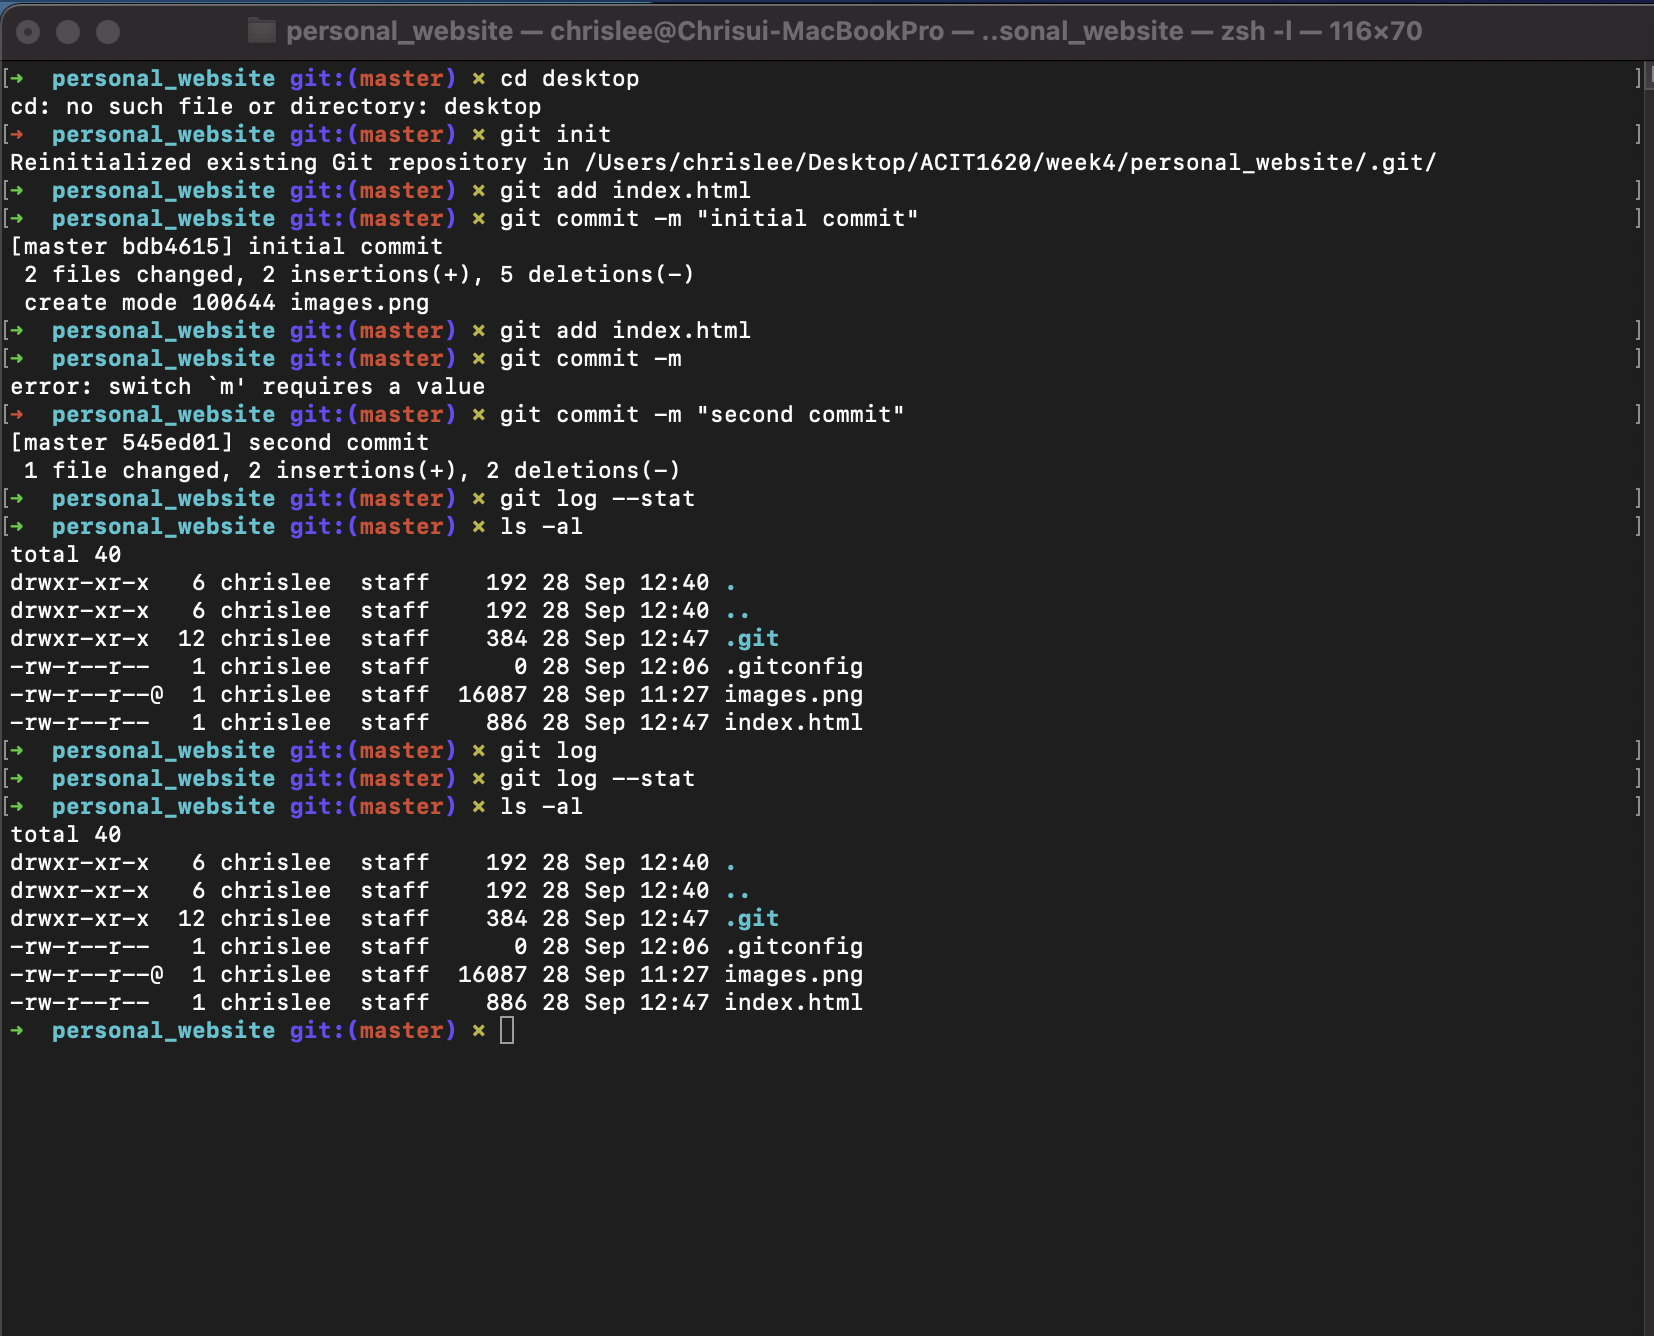 personal_website — chrislee@Chrisui-MacBookPro — ..sonal_website — zsh -l — 116×70
[➜  personal_website git:(master) × cd desktop ]
cd: no such file or directory: desktop
[➜  personal_website git:(master) × git init ]
Reinitialized existing Git repository in /Users/chrislee/Desktop/ACIT1620/week4/personal_website/.git/
[➜  personal_website git:(master) × git add index.html ]
[➜  personal_website git:(master) × git commit -m "initial commit" ]
[master bdb4615] initial commit
 2 files changed, 2 insertions(+), 5 deletions(-)
 create mode 100644 images.png
[➜  personal_website git:(master) × git add index.html ]
[➜  personal_website git:(master) × git commit -m ]
error: switch `m' requires a value
[➜  personal_website git:(master) × git commit -m "second commit" ]
[master 545ed01] second commit
 1 file changed, 2 insertions(+), 2 deletions(-)
[➜  personal_website git:(master) × git log --stat ]
[➜  personal_website git:(master) × ls -al ]
total 40
drwxr-xr-x   6 chrislee  staff    192 28 Sep 12:40 .
drwxr-xr-x   6 chrislee  staff    192 28 Sep 12:40 ..
drwxr-xr-x  12 chrislee  staff    384 28 Sep 12:47 .git
-rw-r--r--   1 chrislee  staff      0 28 Sep 12:06 .gitconfig
-rw-r--r--@  1 chrislee  staff  16087 28 Sep 11:27 images.png
-rw-r--r--   1 chrislee  staff    886 28 Sep 12:47 index.html
[➜  personal_website git:(master) × git log ]
[➜  personal_website git:(master) × git log --stat ]
[➜  personal_website git:(master) × ls -al ]
total 40
drwxr-xr-x   6 chrislee  staff    192 28 Sep 12:40 .
drwxr-xr-x   6 chrislee  staff    192 28 Sep 12:40 ..
drwxr-xr-x  12 chrislee  staff    384 28 Sep 12:47 .git
-rw-r--r--   1 chrislee  staff      0 28 Sep 12:06 .gitconfig
-rw-r--r--@  1 chrislee  staff  16087 28 Sep 11:27 images.png
-rw-r--r--   1 chrislee  staff    886 28 Sep 12:47 index.html
➜  personal_website git:(master) ×